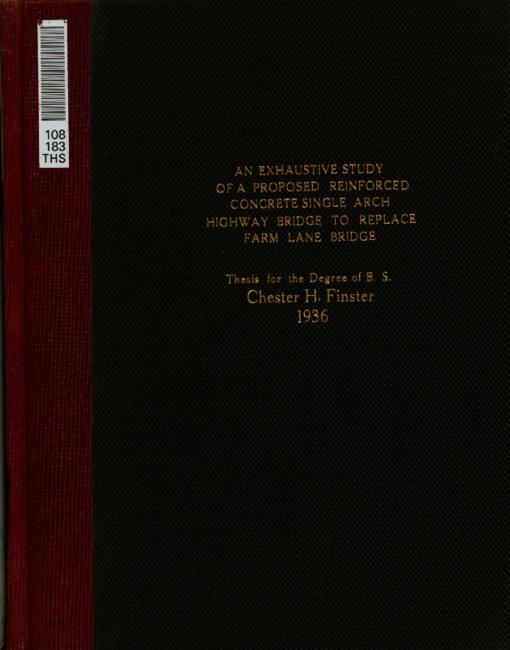 108
183
THS
AN EXHAUSTIVE STUDY
OF A PROPOSED REINFORCED
CONCRETE SINGLE ARCH
HIGHWAY BRIDGE TO REPLACE
FARM LANE BRIDGE
Thesis for the Degree of B. S.
Chester H. Finster
1936